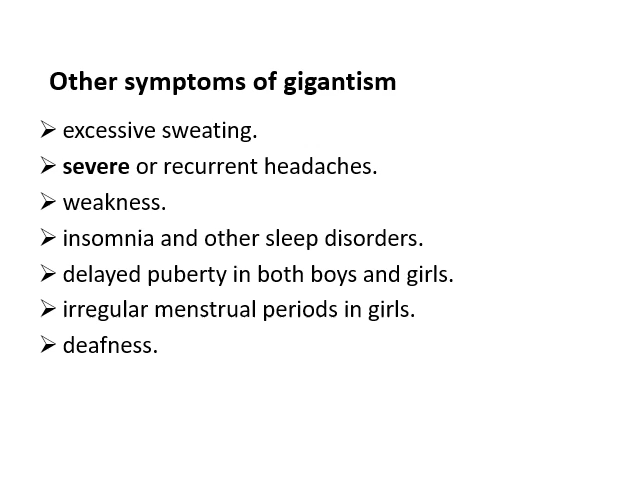 Other symptoms of gigantism
➢ excessive sweating.
➢ severe or recurrent headaches.
➢ weakness.
➢ insomnia and other sleep disorders.
➢ delayed puberty in both boys and girls.
➢ irregular menstrual periods in girls.
➢ deafness.